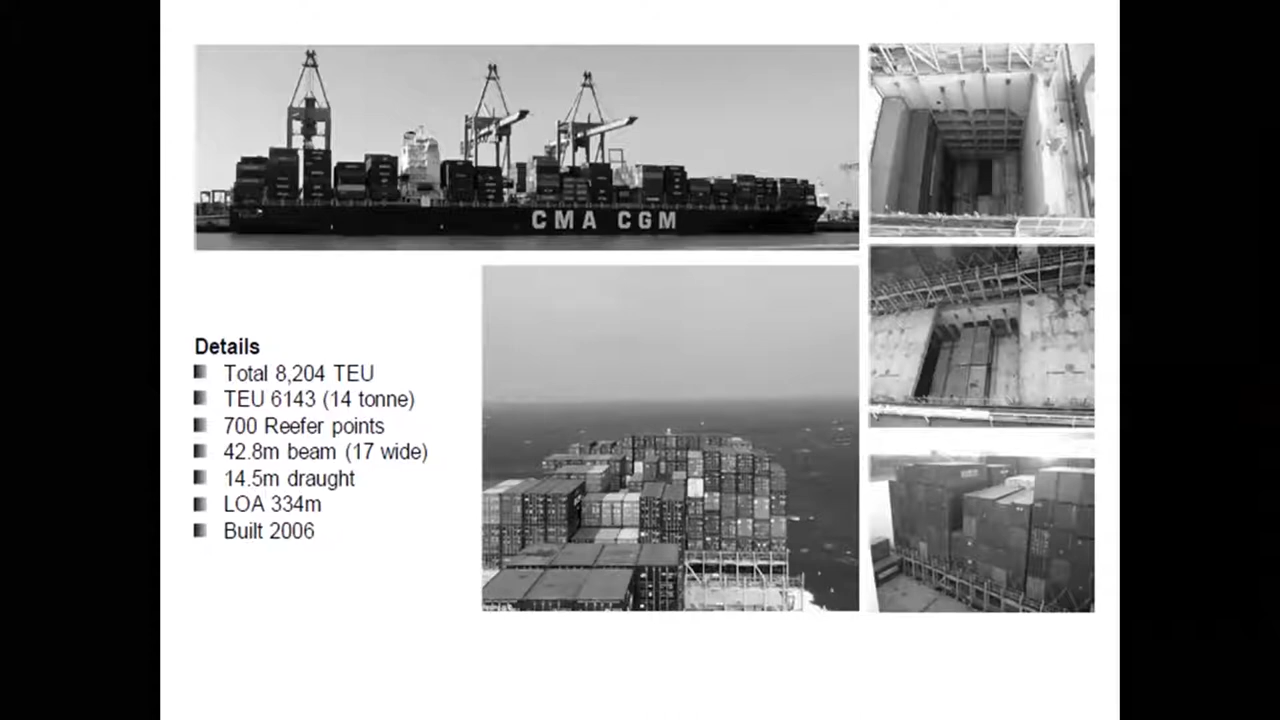 CMA CGM
Details
Total 8,204 TEU
TEU 6143 (14 tonne)
700 Reefer points
42.8m beam (17 wide)
14.5m draught
LOA 334m
Built 2006